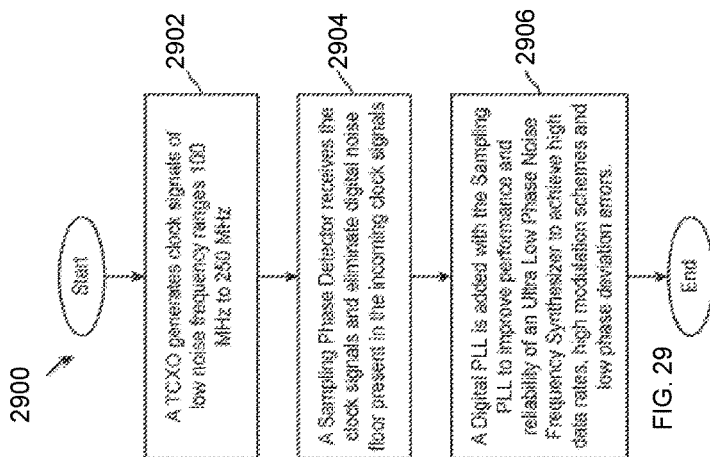 2900
Start
A TCXO generates clock signals of
low noise frequency ranges 100
MHz to 250 MHz
2902
A Sampling Phase Detector receives the
clock signals and eliminate digital noise
floor present in the incoming clock signals
2904
A Digital PLL is added with the Sampling
PLL to improve performance and
reliability of an Ultra Low Phase Noise
Frequency Synthesizer to achieve high
data rates, high modulation schemes and
low phase deviation errors.
2906
End
FIG. 29